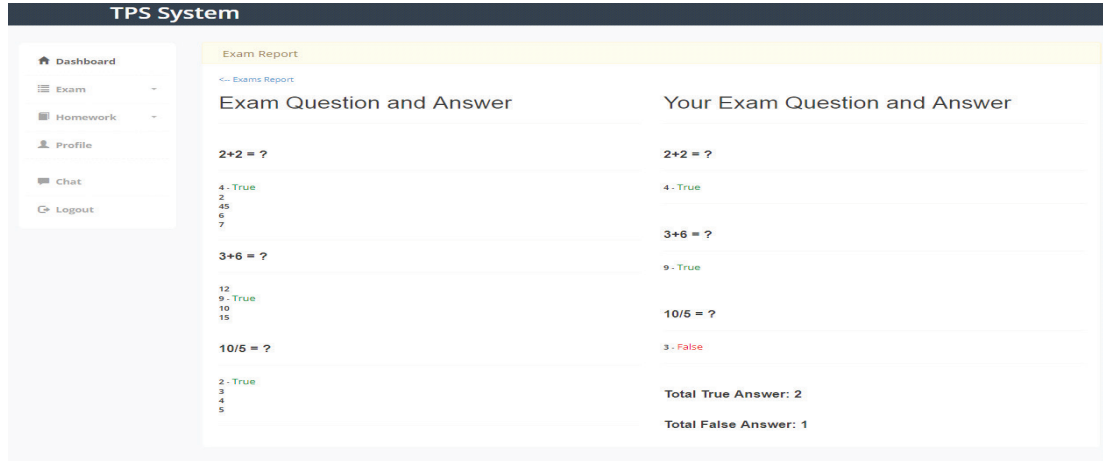 TPS System
Dashboard
Exam
Homework
Profile
Chat
Logout
Exam Report
<-- Exams Report
Exam Question and Answer
2+2 = ?
4 - True
2
45
6
7
3+6 = ?
12
9 - True
10
15
10/5 = ?
2 - True
3
4
5
Your Exam Question and Answer
2+2 = ?
4 - True
3+6 = ?
9 - True
10/5 = ?
3 - False
Total True Answer: 2
Total False Answer: 1